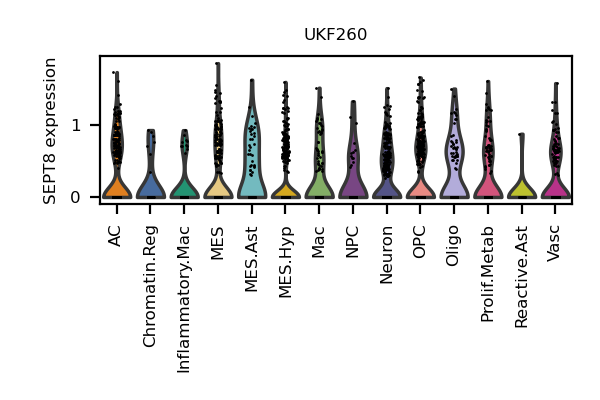 UKF260
SEPT8 expression
1
0
AC
Chromatin.Reg
Inflammatory.Mac
MES
MES.Ast
MES.Hyp
Mac
NPC
Neuron
OPC
Oligo
Prolif.Metab
Reactive.Ast
Vasc